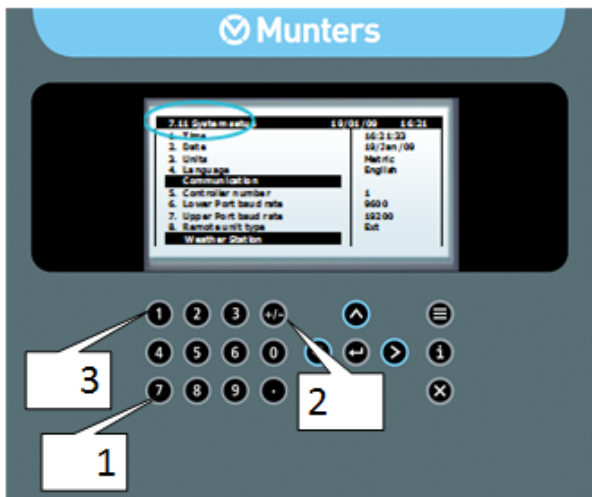 Munters
7.11 System setup 19/01/09 16:21
1. Time 16:21:33
2. Date 19/Jan/09
3. Units Metric
4. Language English
Communication
5. Controller number 1
6. Lower Port baud rate 9600
7. Upper Port baud rate 19200
8. Remote unit type Ext
Weather Station
1 2 3 +/-
4 5 6 0 i
7 8 9 .
3
2
1